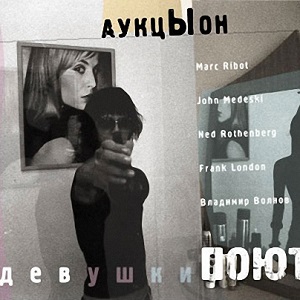 аукцЫон
Marc Ribot
John Medeski
Ned Rothenberg
Frank London
Владимир Волков
девушки поют